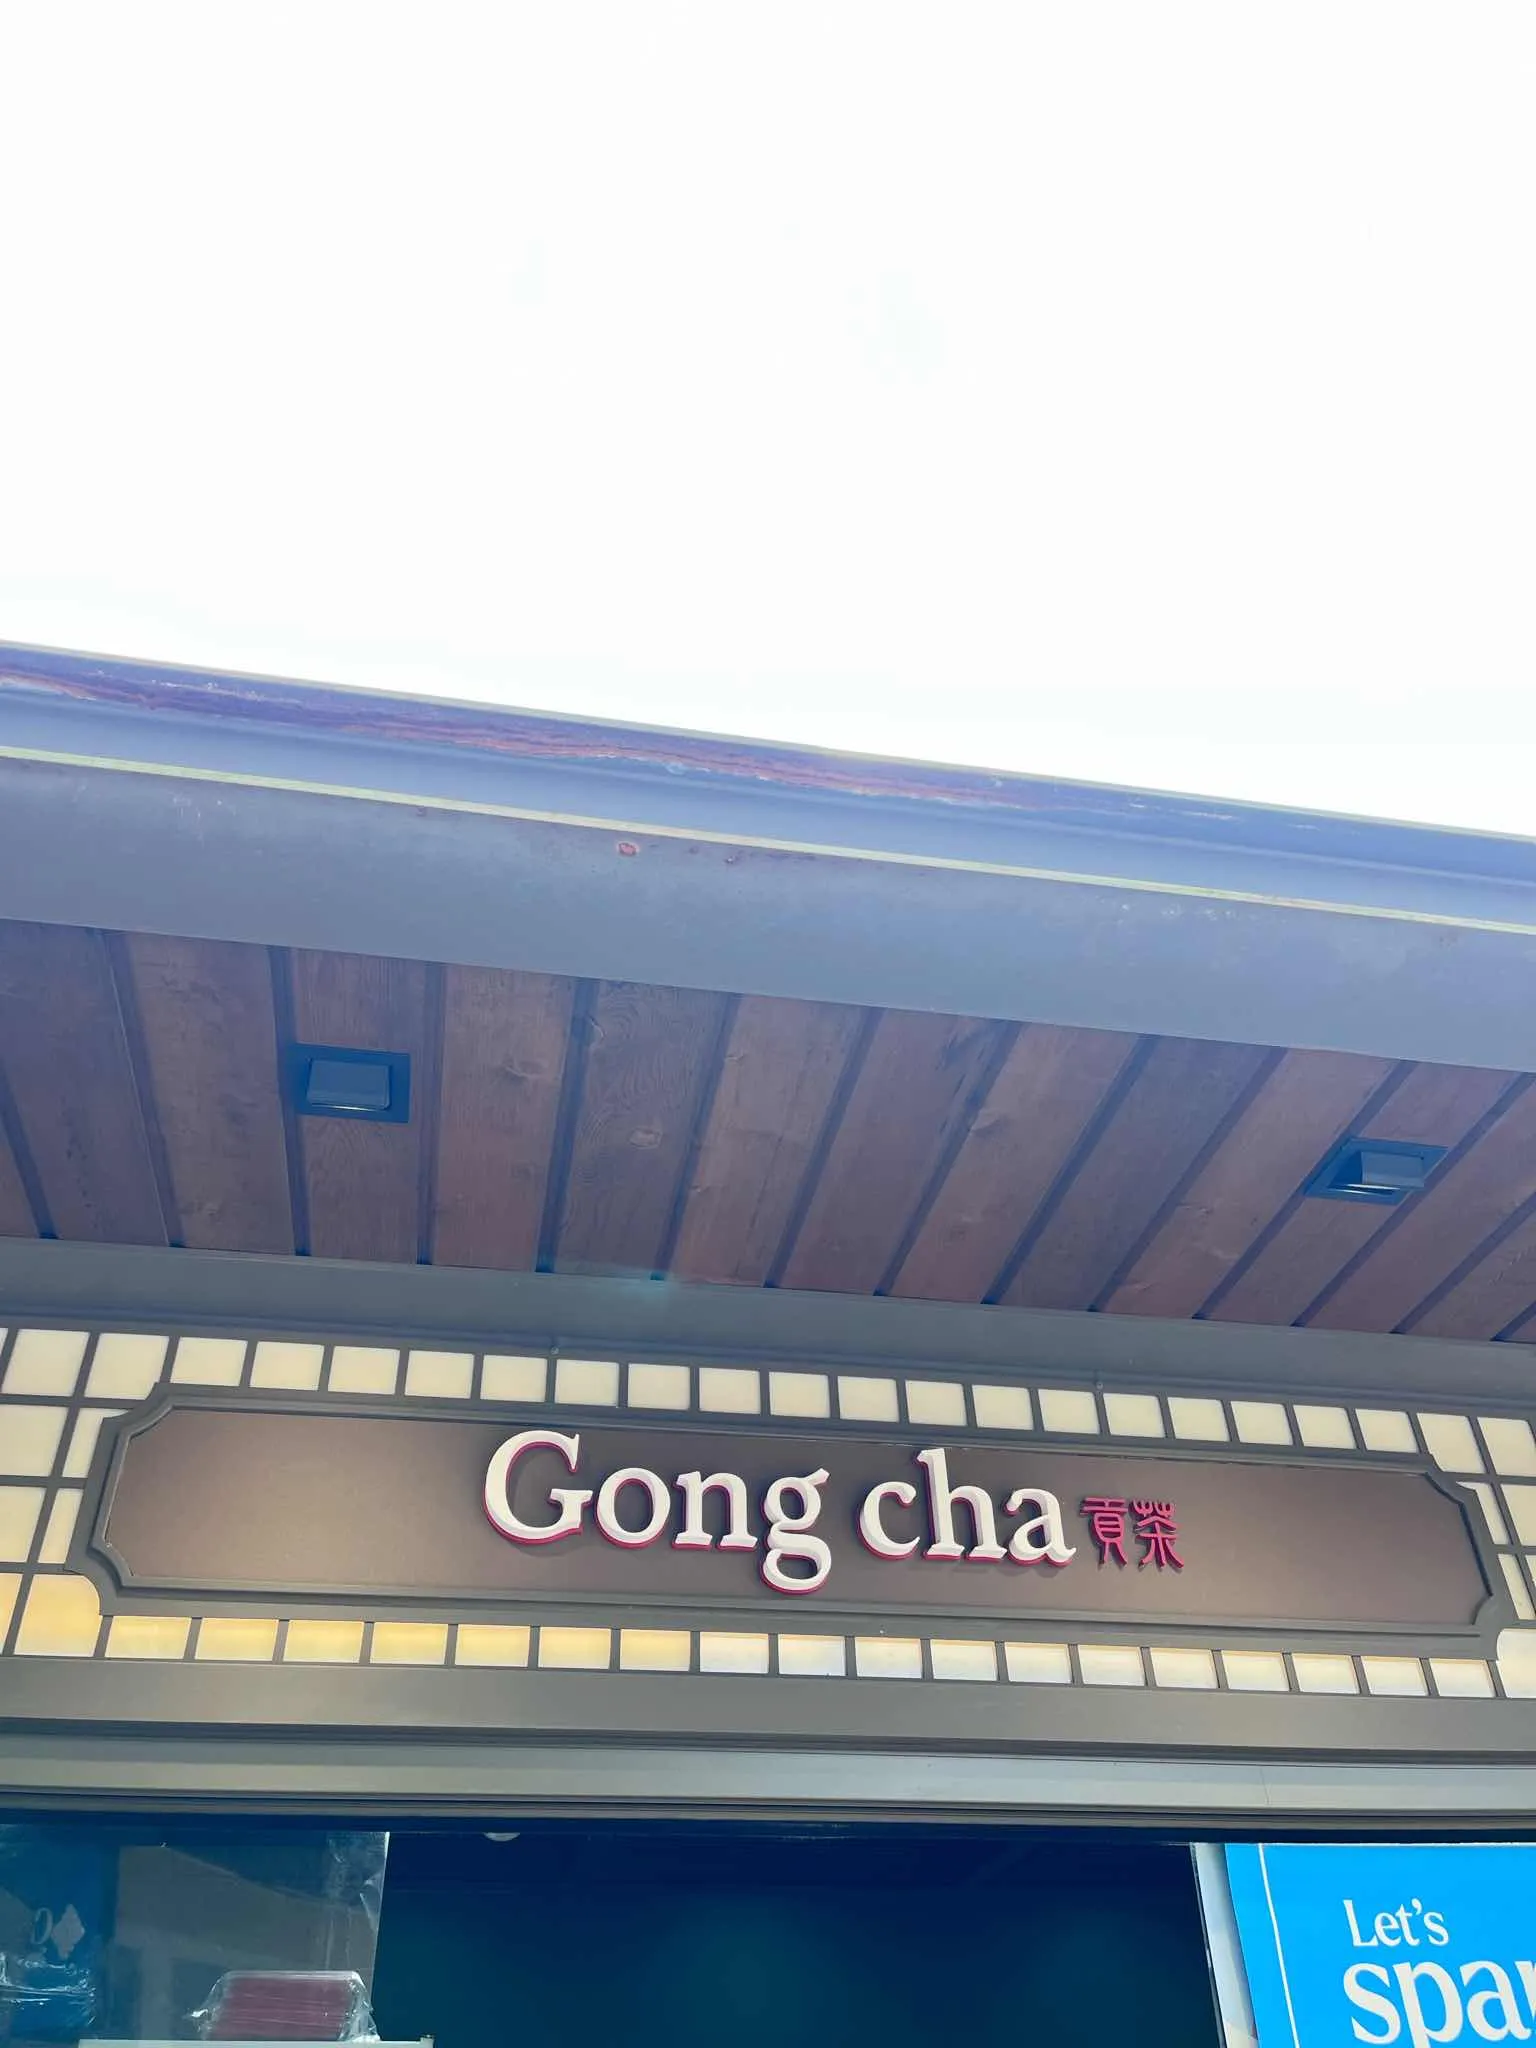 Gong cha 貢茶
Let's